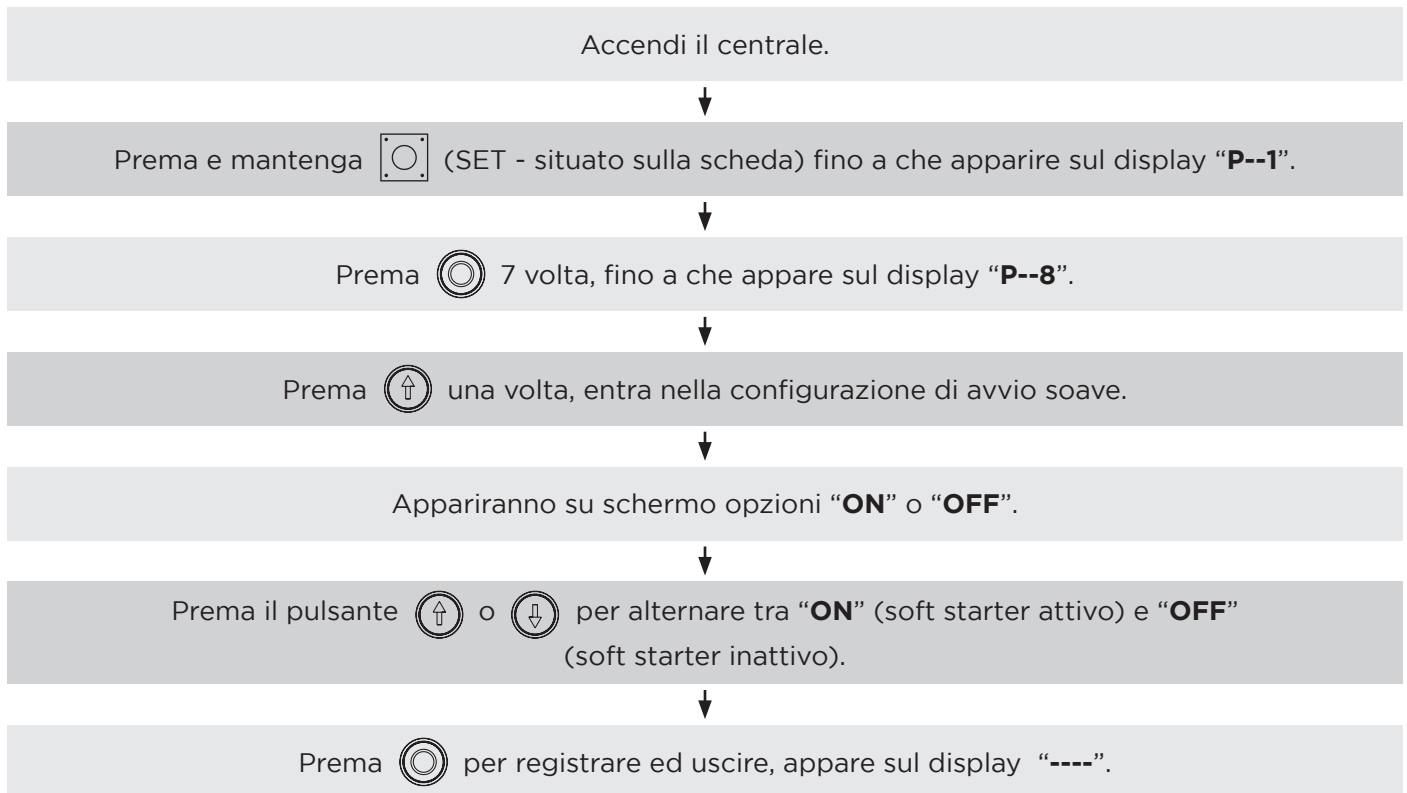 Accendi il centrale.
Prema e mantenga (SET - situato sulla scheda) fino a che apparire sul display “P--1”.
Prema 7 volta, fino a che appare sul display “P--8”.
Prema una volta, entra nella configurazione di avvio soave.
Appariranno su schermo opzioni “ON” o “OFF”.
Prema il pulsante o per alternare tra “ON” (soft starter attivo) e “OFF”
(soft starter inattivo).
Prema per registrare ed uscire, appare sul display “----”.